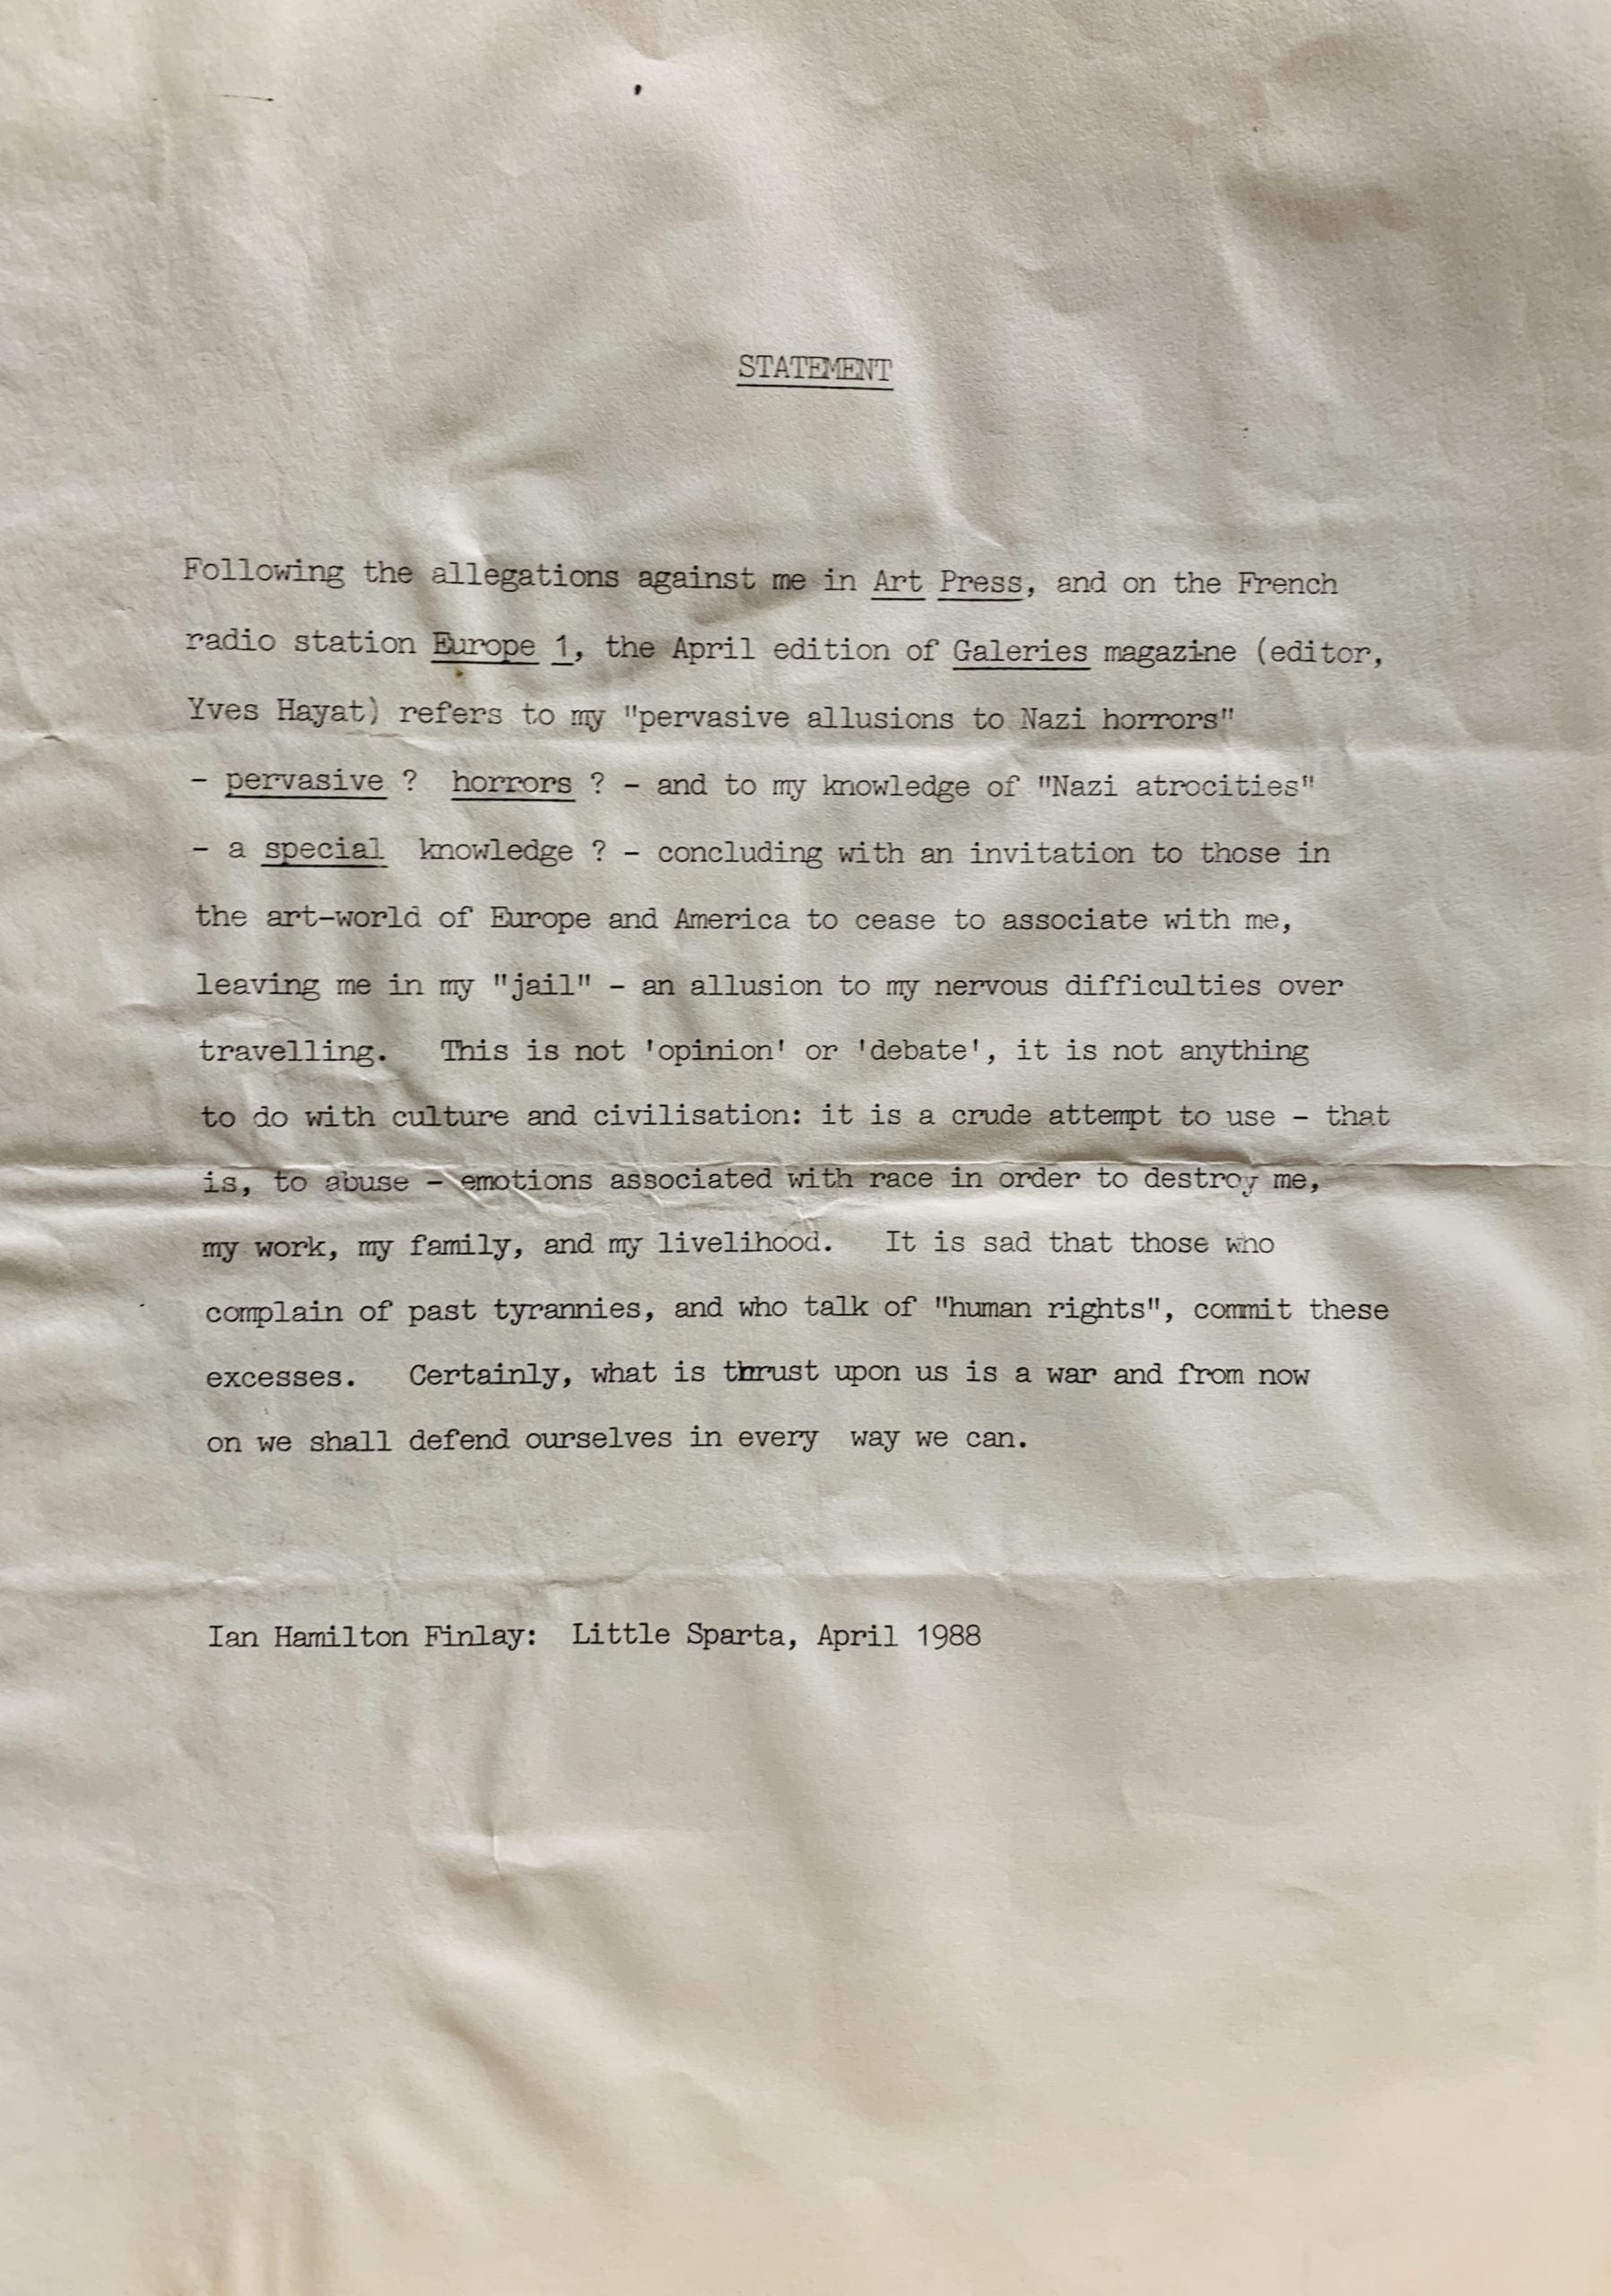 STATEMENT
Following the allegations against me in Art Press, and on the French
radio station Europe 1, the April edition of Galeries magazine (editor,
Yves Hayat) refers to my "pervasive allusions to Nazi horrors"
- pervasive ? horrors ? - and to my knowledge of "Nazi atrocities"
- a special knowledge ? - concluding with an invitation to those in
the art-world of Europe and America to cease to associate with me,
leaving me in my "jail" - an allusion to my nervous difficulties over
travelling. This is not 'opinion' or 'debate', it is not anything
to do with culture and civilisation: it is a crude attempt to use - that
is, to abuse - emotions associated with race in order to destroy me,
my work, my family, and my livelihood. It is sad that those who
complain of past tyrannies, and who talk of "human rights", commit these
excesses. Certainly, what is thrust upon us is a war and from now
on we shall defend ourselves in every way we can.
Ian Hamilton Finlay: Little Sparta, April 1988